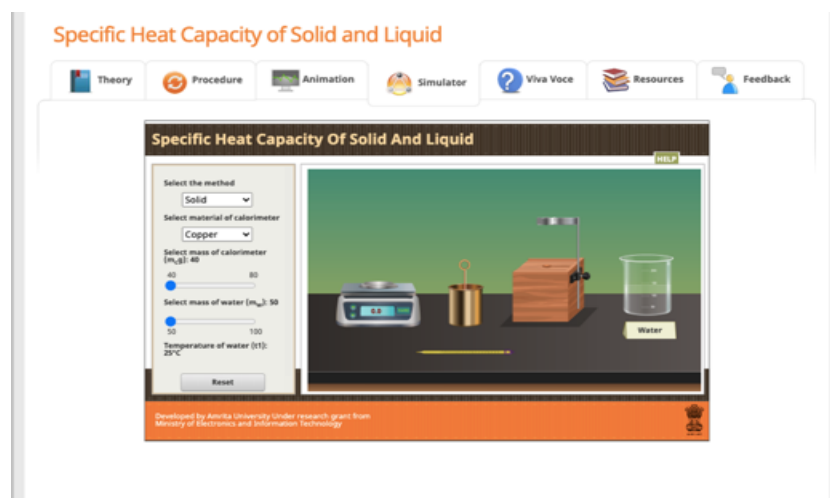 Specific Heat Capacity of Solid and Liquid
Theory
Procedure
Animation
Simulator
Viva Voce
Resources
Feedback
Specific Heat Capacity Of Solid And Liquid
HELP
Select the method
Solid
Select material of calorimeter
Copper
Select mass of calorimeter
(mcg): 40
40 80
Select mass of water (mw): 50
50 100
Temperature of water (t1):
25°C
Reset
0.0
Water
Developed by Amrita University Under research grant from
Ministry of Electronics and Information Technology